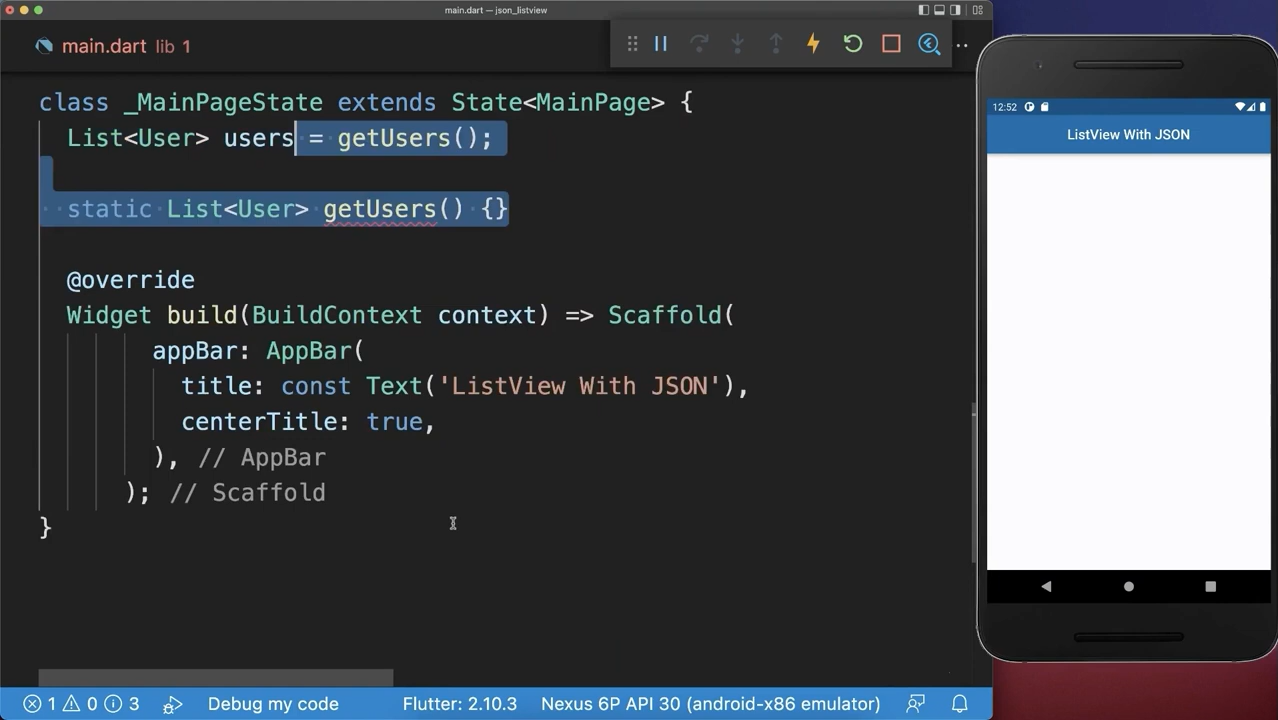 main.dart — json_listview
main.dart lib 1
class _MainPageState extends State<MainPage> {
List<User> users = getUsers();
static List<User> getUsers() {}
@override
Widget build(BuildContext context) => Scaffold(
appBar: AppBar(
title: const Text('ListView With JSON'),
centerTitle: true,
), // AppBar
); // Scaffold
}
12:52
ListView With JSON
1 0 3 Debug my code Flutter: 2.10.3 Nexus 6P API 30 (android-x86 emulator)